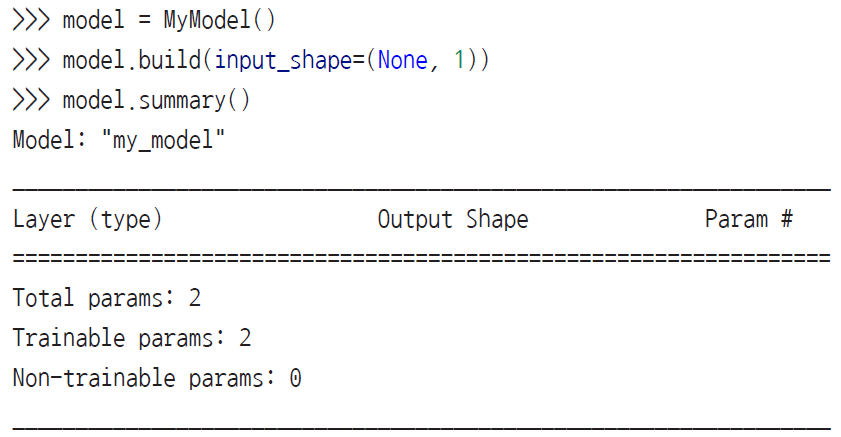 >>> model = MyModel()
>>> model.build(input_shape=(None, 1))
>>> model.summary()
Model: "my_model"
_________________________________________________________________
Layer (type)                 Output Shape              Param #
=================================================================
Total params: 2
Trainable params: 2
Non-trainable params: 0
_________________________________________________________________